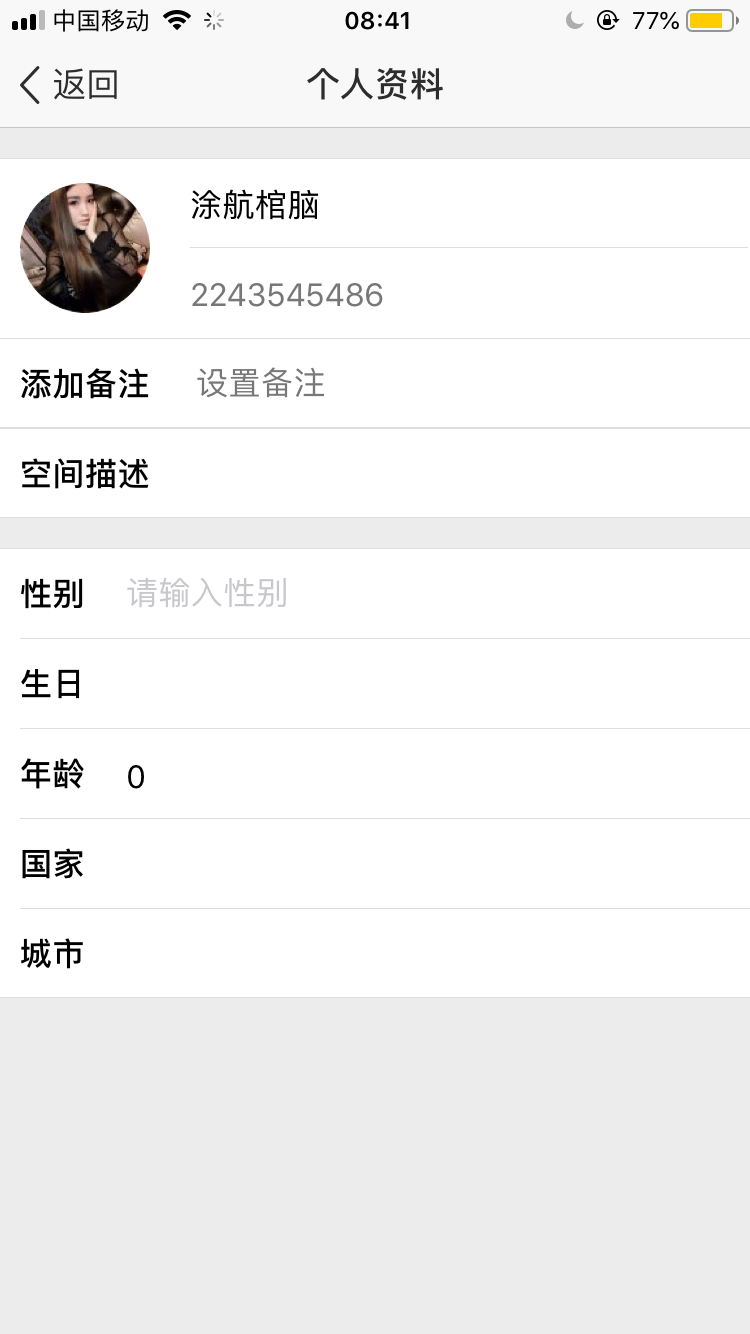 中国移动 08:41 77%
返回 个人资料
涂航棺脑
2243545486
添加备注 设置备注
空间描述
性别 请输入性别
生日
年龄 0
国家
城市